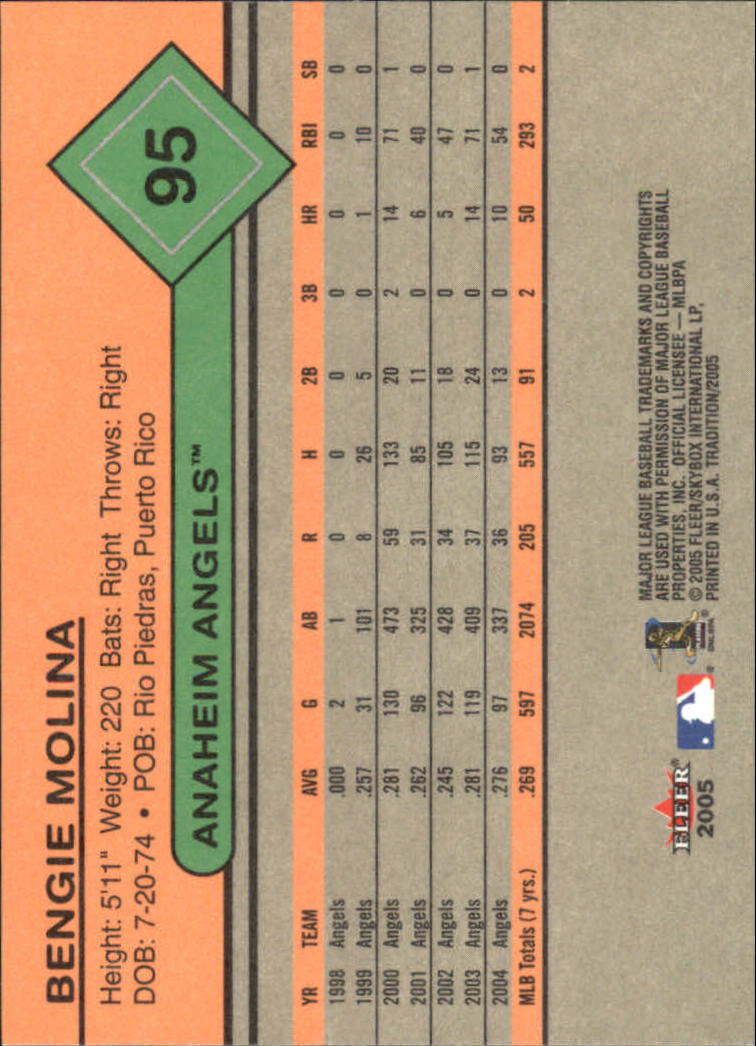 BENGIE MOLINA
Height: 5'11" Weight: 220 Bats: Right Throws: Right
DOB: 7-20-74 • POB: Rio Piedras, Puerto Rico
95
ANAHEIM ANGELS™
YR TEAM AVG G AB R H 2B 3B HR RBI SB
1998 Angels .000 2 1 0 0 0 0 0 0 0
1999 Angels .257 31 101 8 26 5 0 1 10 0
2000 Angels .281 130 473 59 133 20 2 14 71 1
2001 Angels .262 96 325 31 85 11 0 6 40 0
2002 Angels .245 122 428 34 105 18 0 5 47 0
2003 Angels .281 119 409 37 115 24 0 14 71 1
2004 Angels .276 97 337 36 93 13 0 10 54 0
MLB Totals (7 yrs.) .269 597 2074 205 557 91 2 50 293 2
FLEER®
2005
MAJOR LEAGUE BASEBALL TRADEMARKS AND COPYRIGHTS
ARE USED WITH PERMISSION OF MAJOR LEAGUE BASEBALL
PROPERTIES, INC. OFFICIAL LICENSEE — MLBPA
© 2005 FLEER/SKYBOX INTERNATIONAL LP,
PRINTED IN U.S.A. TRADITION/2005